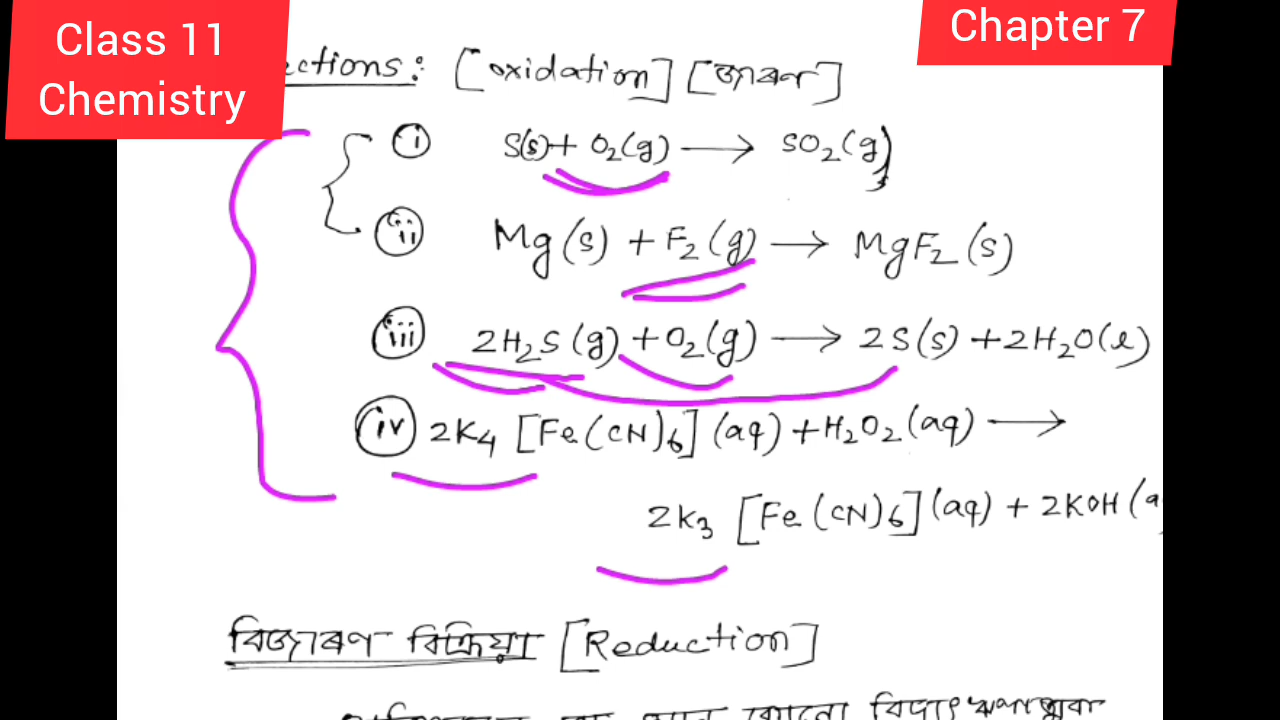 Class 11
Chemistry
Chapter 7
ctions: [oxidation] [জাৰণ]
(i) S(s) + O₂(g) → SO₂(g)
(ii) Mg(s) + F₂(g) → MgF₂(s)
(iii) 2H₂S(g) + O₂(g) → 2S(s) + 2H₂O(l)
(iv) 2K₄[Fe(CN)₆](aq) + H₂O₂(aq) →
2K₃[Fe(CN)₆](aq) + 2KOH(a
বিজাৰণ বিক্ৰিয়া [Reduction]
কোনো